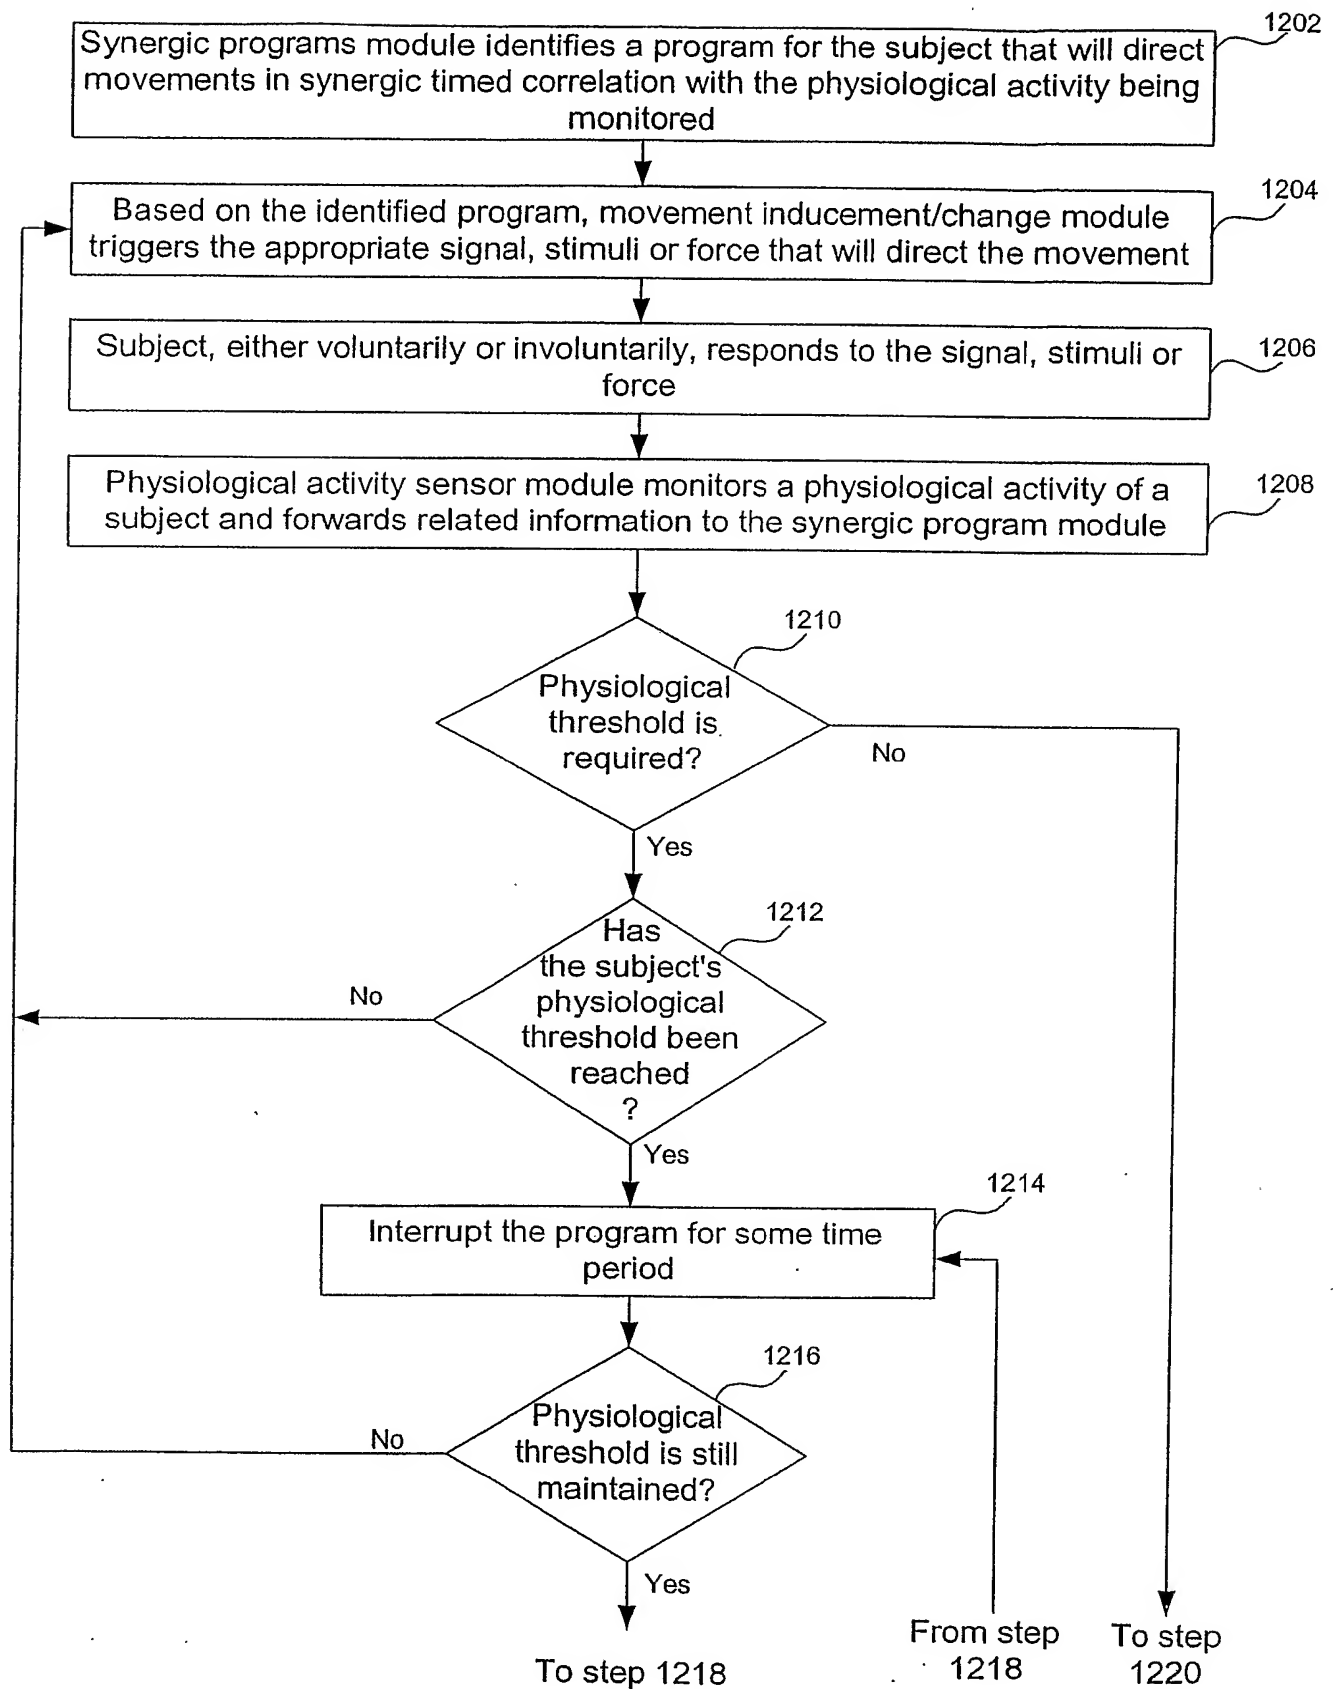 1202
Synergic programs module identifies a program for the subject that will direct
movements in synergic timed correlation with the physiological activity being
monitored
1204
Based on the identified program, movement inducement/change module
triggers the appropriate signal, stimuli or force that will direct the movement
Subject, either voluntarily or involuntarily, responds to the signal, stimuli or
force
1206
Physiological activity sensor module monitors a physiological activity of a
subject and forwards related information to the synergic program module
1208
1210
Physiological
threshold is
required?
No
Yes
1212
Has
the subject's
physiological
threshold been
reached
?
No
Yes
1214
Interrupt the program for some time
period
1216
Physiological
threshold is still
maintained?
No
Yes
To step 1218
From step
1218
To step
1220